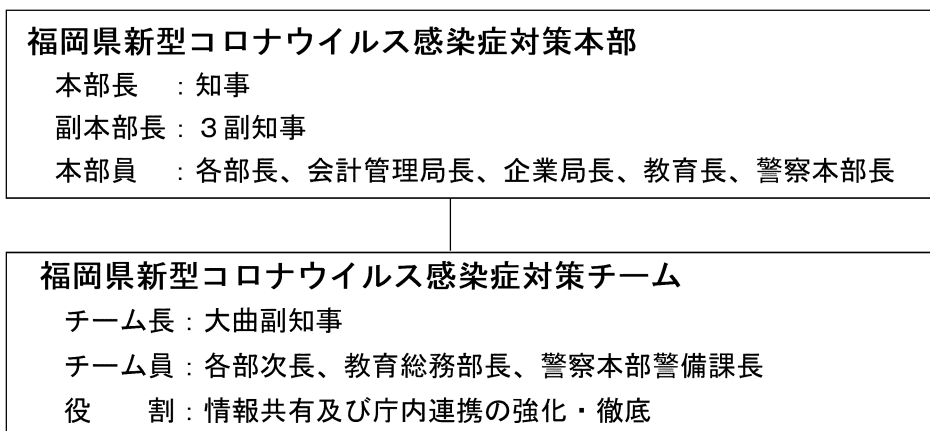 福岡県新型コロナウイルス感染症対策本部
本部長　：知事
副本部長：３副知事
本部員　：各部長、会計管理局長、企業局長、教育長、警察本部長
福岡県新型コロナウイルス感染症対策チーム
チーム長：大曲副知事
チーム員：各部次長、教育総務部長、警察本部警備課長
役　　割：情報共有及び庁内連携の強化・徹底